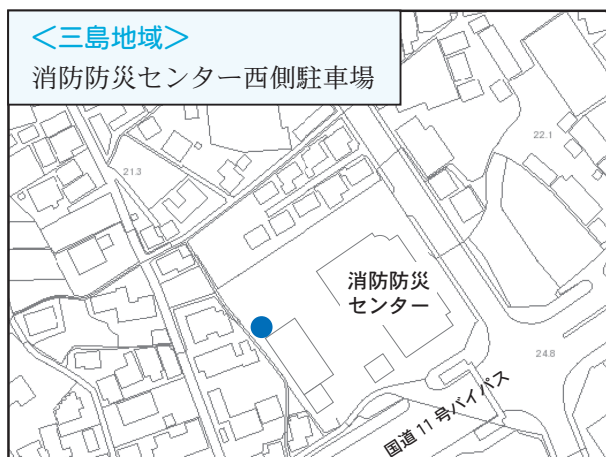 ＜三島地域＞
消防防災センター西側駐車場
22.1
21.3
消防防災
センター
24.8
国道11号バイパス